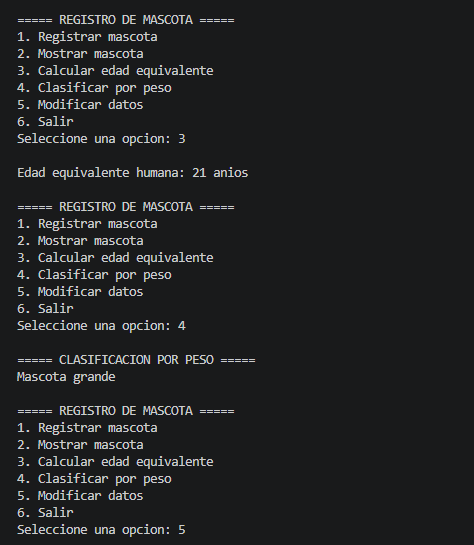 ===== REGISTRO DE MASCOTA =====
1. Registrar mascota
2. Mostrar mascota
3. Calcular edad equivalente
4. Clasificar por peso
5. Modificar datos
6. Salir
Seleccione una opcion: 3
Edad equivalente humana: 21 anios
===== REGISTRO DE MASCOTA =====
1. Registrar mascota
2. Mostrar mascota
3. Calcular edad equivalente
4. Clasificar por peso
5. Modificar datos
6. Salir
Seleccione una opcion: 4
===== CLASIFICACION POR PESO =====
Mascota grande
===== REGISTRO DE MASCOTA =====
1. Registrar mascota
2. Mostrar mascota
3. Calcular edad equivalente
4. Clasificar por peso
5. Modificar datos
6. Salir
Seleccione una opcion: 5